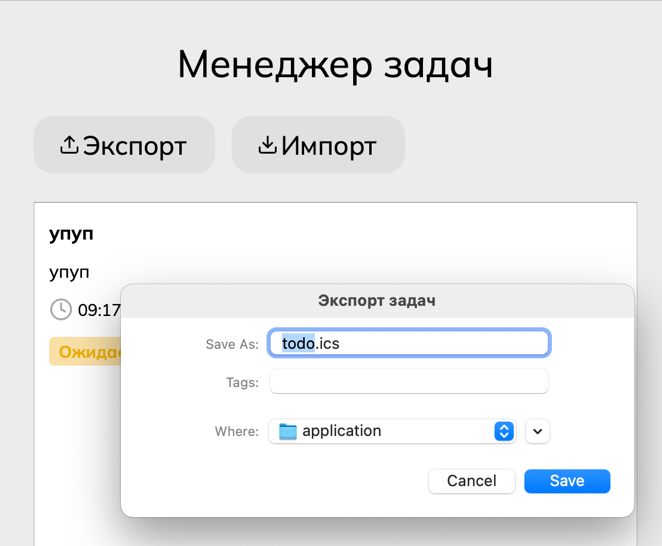 Менеджер задач
Экспорт Импорт
упуп
упуп
09:17
Экспорт задач
Save As: todo.ics
Tags:
Where: application
Cancel Save